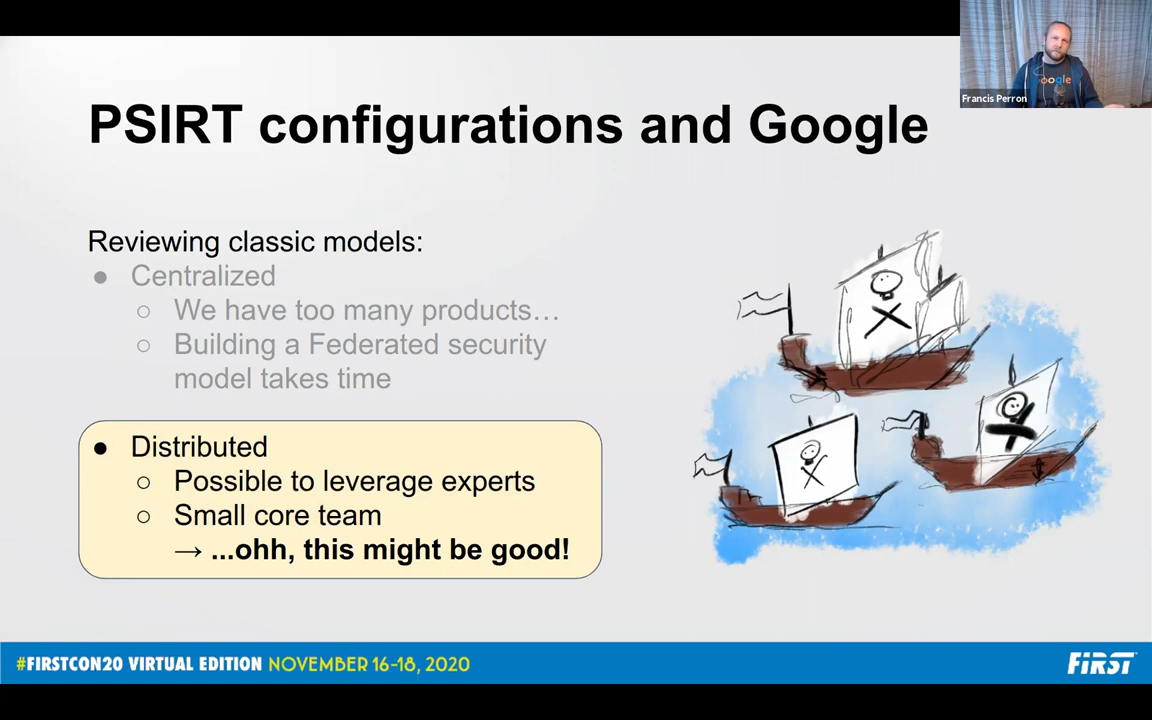 Google
Francis Perron
PSIRT configurations and Google
Reviewing classic models:
● Centralized
○ We have too many products…
○ Building a Federated security
model takes time
● Distributed
○ Possible to leverage experts
○ Small core team
→ ...ohh, this might be good!
#FIRSTCON20 VIRTUAL EDITION NOVEMBER 16-18, 2020
FIRST